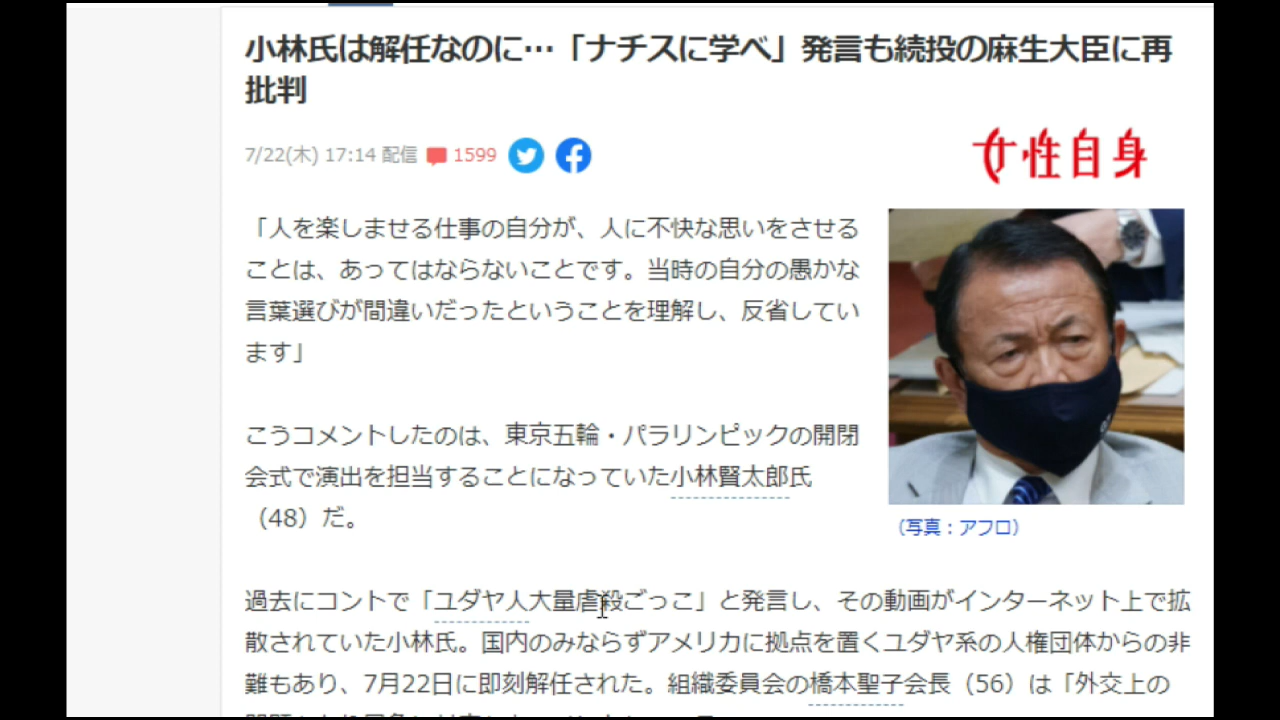 小林氏は解任なのに…「ナチスに学べ」発言も続投の麻生大臣に再
批判
7/22(木) 17:14 配信 1599
女性自身
「人を楽しませる仕事の自分が、人に不快な思いをさせる
ことは、あってはならないことです。当時の自分の愚かな
言葉選びが間違いだったということを理解し、反省してい
ます」
(写真:アフロ)
こうコメントしたのは、東京五輪・パラリンピックの開閉
会式で演出を担当することになっていた小林賢太郎氏
（48）だ。
過去にコントで「ユダヤ人大量虐殺ごっこ」と発言し、その動画がインターネット上で拡
散されていた小林氏。国内のみならずアメリカに拠点を置くユダヤ系の人権団体からの非
難もあり、7月22日に即刻解任された。組織委員会の橋本聖子会長（56）は「外交上の